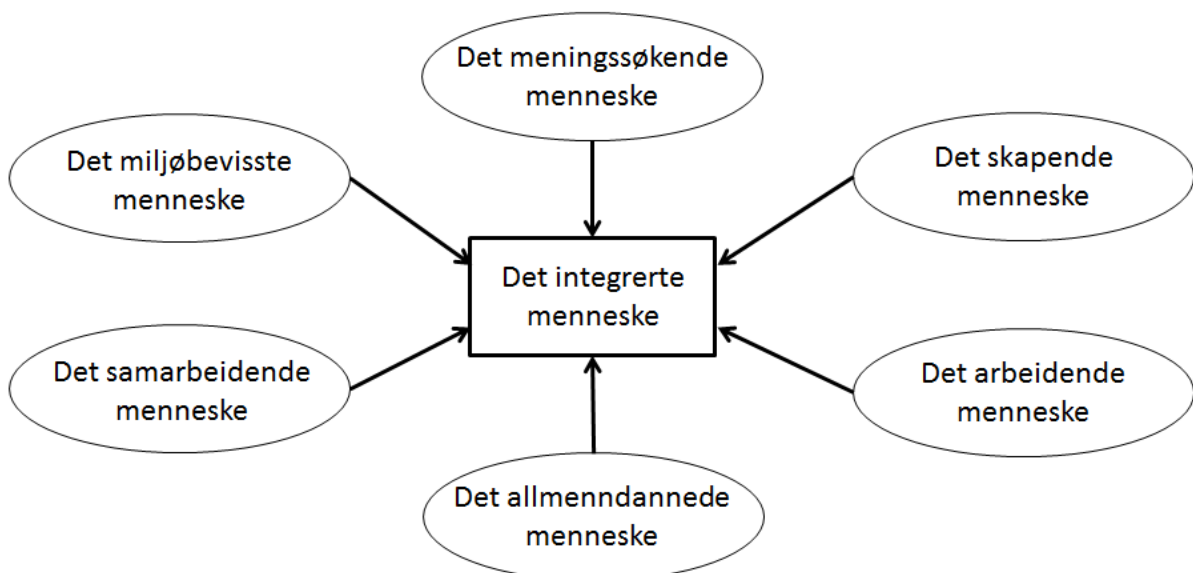 Det meningssøkende
menneske
Det miljøbevisste
menneske
Det skapende
menneske
Det integrerte
menneske
Det samarbeidende
menneske
Det arbeidende
menneske
Det allmenndannede
menneske